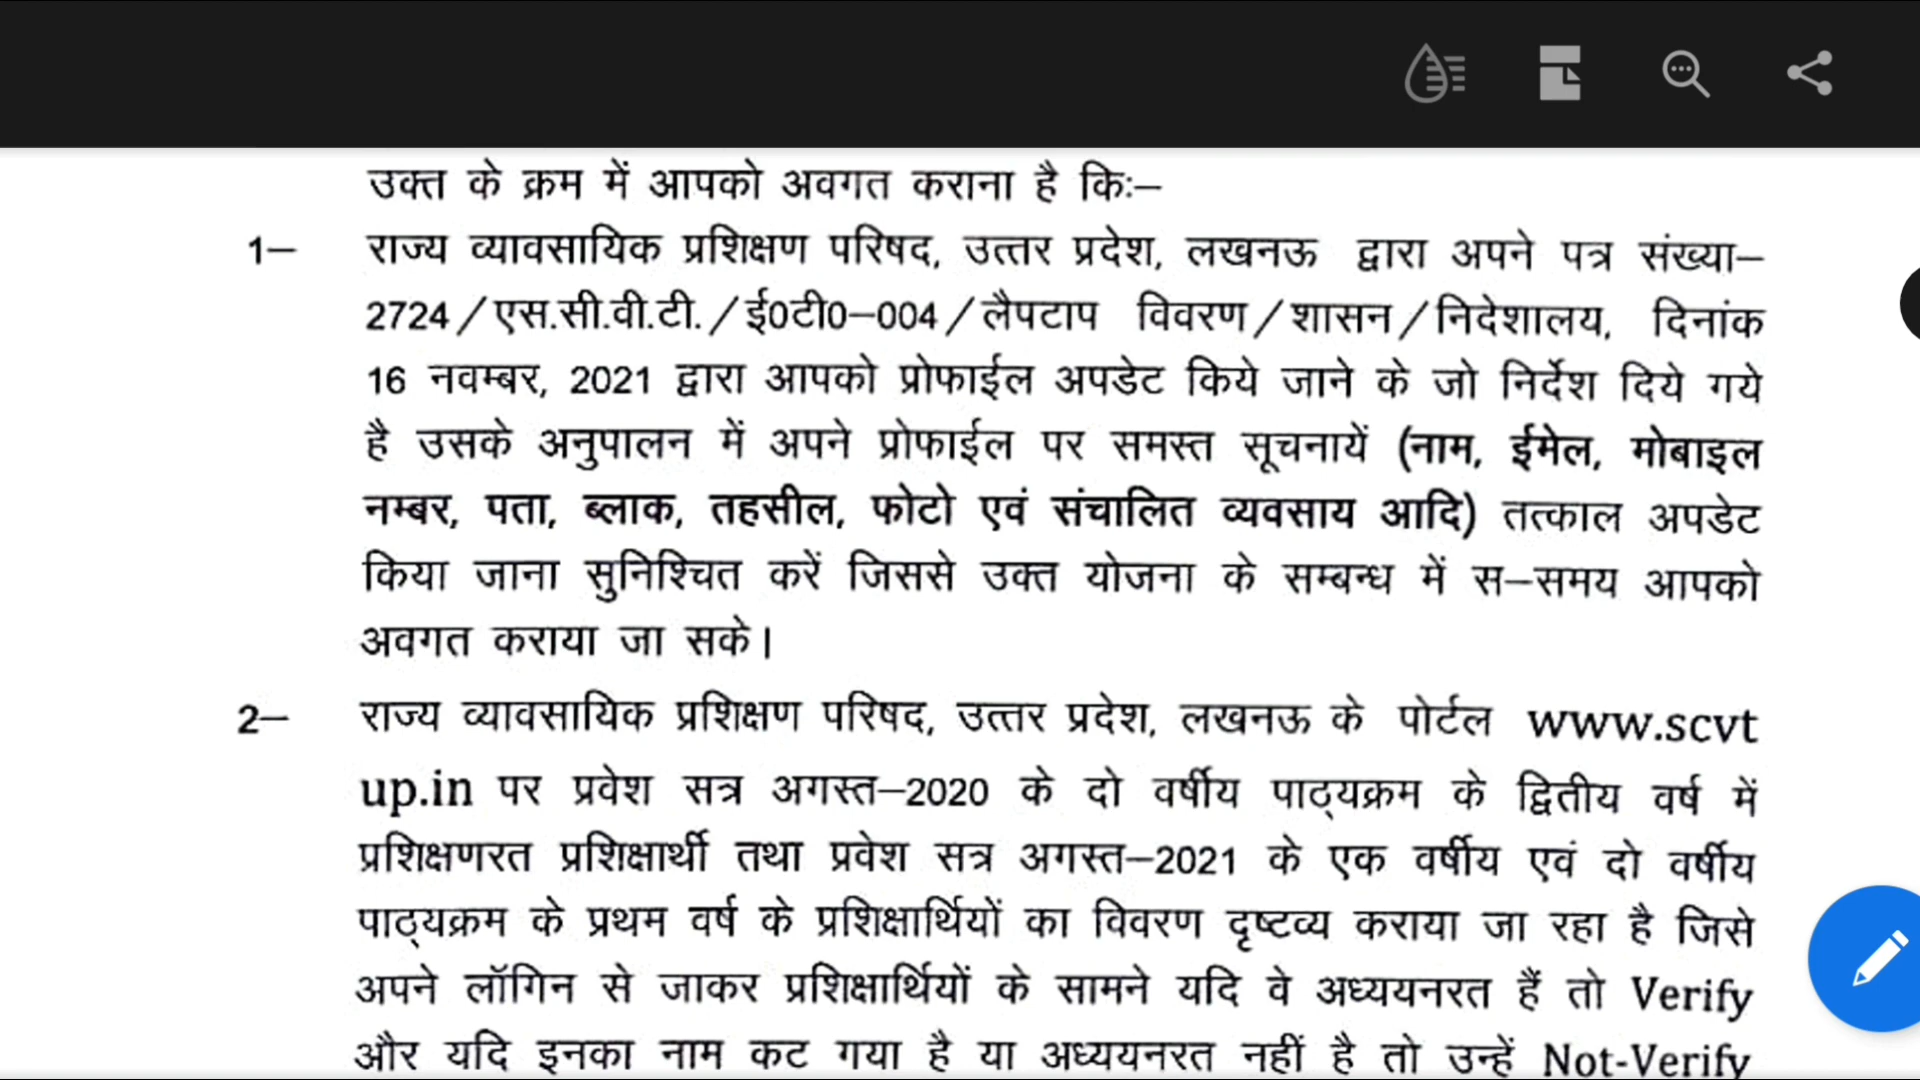 उक्त के क्रम में आपको अवगत कराना है किः–
1– राज्य व्यावसायिक प्रशिक्षण परिषद, उत्तर प्रदेश, लखनऊ द्वारा अपने पत्र संख्या–
2724/एस.सी.वी.टी./ई0टी0–004/लैपटाप विवरण/शासन/निदेशालय, दिनांक
16 नवम्बर, 2021 द्वारा आपको प्रोफाईल अपडेट किये जाने के जो निर्देश दिये गये
है उसके अनुपालन में अपने प्रोफाईल पर समस्त सूचनायें (नाम, ईमेल, मोबाइल
नम्बर, पता, ब्लाक, तहसील, फोटो एवं संचालित व्यवसाय आदि) तत्काल अपडेट
किया जाना सुनिश्चित करें जिससे उक्त योजना के सम्बन्ध में स–समय आपको
अवगत कराया जा सके।
2– राज्य व्यावसायिक प्रशिक्षण परिषद, उत्तर प्रदेश, लखनऊ के पोर्टल www.scvt
up.in पर प्रवेश सत्र अगस्त–2020 के दो वर्षीय पाठ्यक्रम के द्वितीय वर्ष में
प्रशिक्षणरत प्रशिक्षार्थी तथा प्रवेश सत्र अगस्त–2021 के एक वर्षीय एवं दो वर्षीय
पाठ्यक्रम के प्रथम वर्ष के प्रशिक्षार्थियों का विवरण दृष्टव्य कराया जा रहा है जिसे
अपने लॉगिन से जाकर प्रशिक्षार्थियों के सामने यदि वे अध्ययनरत हैं तो Verify
और यदि इनका नाम कट गया है या अध्ययनरत नहीं है तो उन्हें Not-Verify